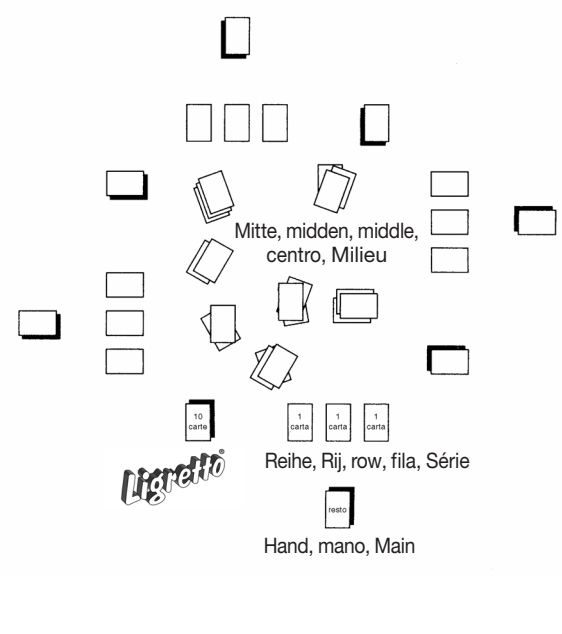 Mitte, midden, middle,
centro, Milieu
10
carte
1
carta
1
carta
1
carta
Ligretto®
Reihe, Rij, row, fila, Série
resto
Hand, mano, Main